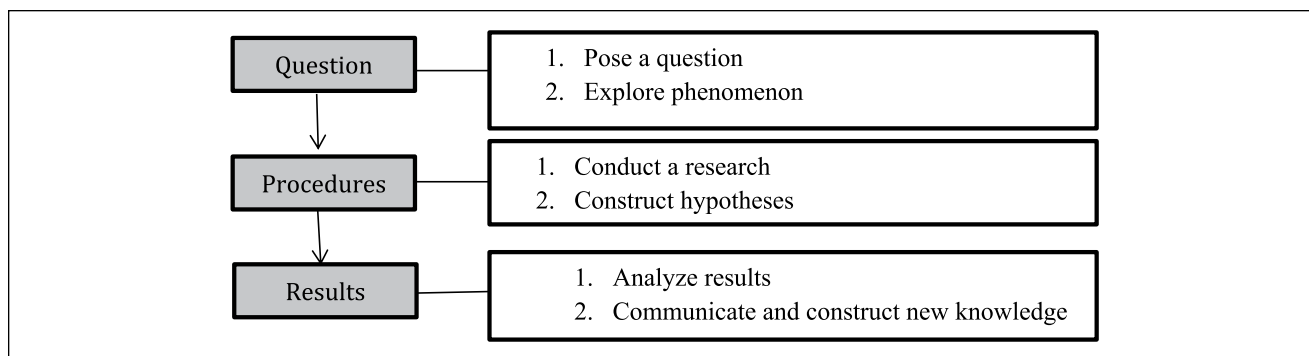 Question
1. Pose a question
2. Explore phenomenon
Procedures
1. Conduct a research
2. Construct hypotheses
Results
1. Analyze results
2. Communicate and construct new knowledge